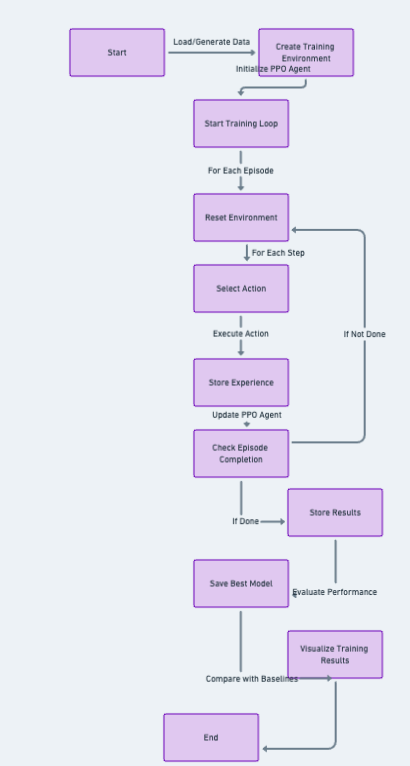 Start
Load/Generate Data
Create Training
Environment
Initialize PPO Agent
Start Training Loop
For Each Episode
Reset Environment
For Each Step
Select Action
Execute Action
If Not Done
Store Experience
Update PPO Agent
Check Episode
Completion
If Done
Store Results
Save Best Model
Evaluate Performance
Visualize Training
Results
Compare with Baselines
End